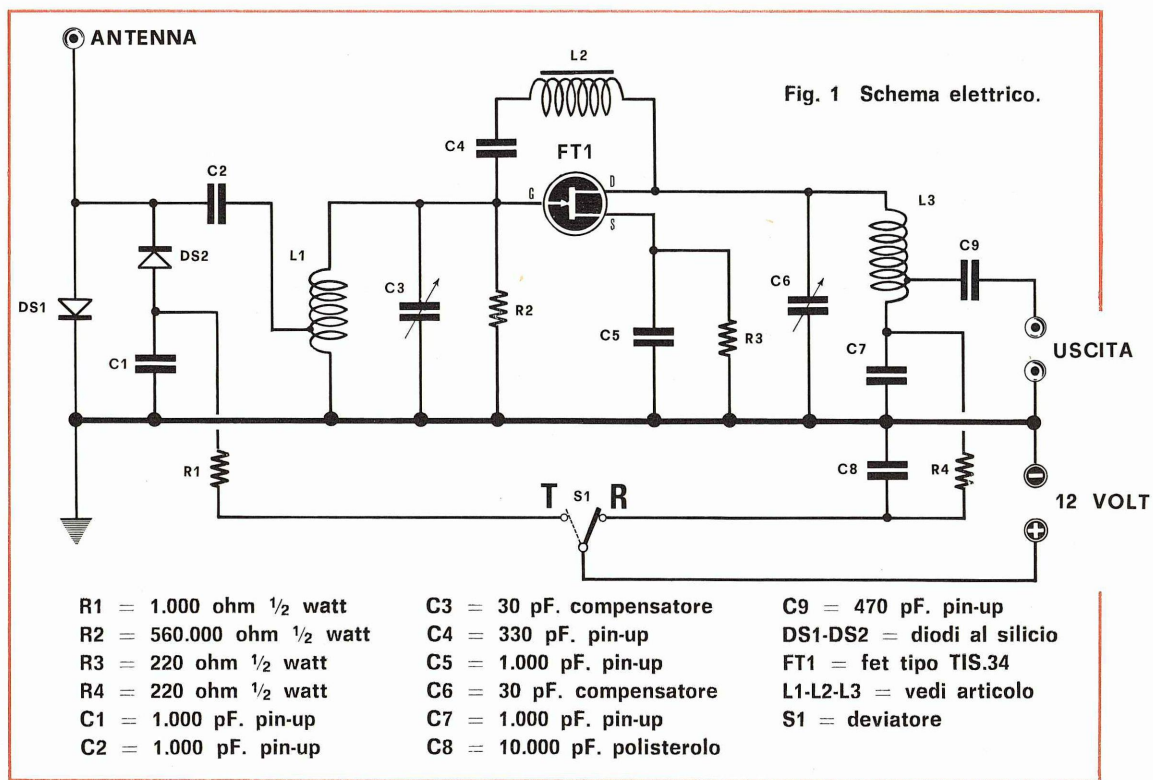 ANTENNA
L2
Fig. 1 Schema elettrico.
C4
FT1
C2
G
D
S
L3
DS2
L1
C9
C3
C6
DS1
R2
C5
R3
C1
C7
USCITA
R1
T
S1
R
C8
R4
12 VOLT
R1 = 1.000 ohm ½ watt
R2 = 560.000 ohm ½ watt
R3 = 220 ohm ½ watt
R4 = 220 ohm ½ watt
C1 = 1.000 pF. pin-up
C2 = 1.000 pF. pin-up
C3 = 30 pF. compensatore
C4 = 330 pF. pin-up
C5 = 1.000 pF. pin-up
C6 = 30 pF. compensatore
C7 = 1.000 pF. pin-up
C8 = 10.000 pF. polisterolo
C9 = 470 pF. pin-up
DS1-DS2 = diodi al silicio
FT1 = fet tipo TIS.34
L1-L2-L3 = vedi articolo
S1 = deviatore